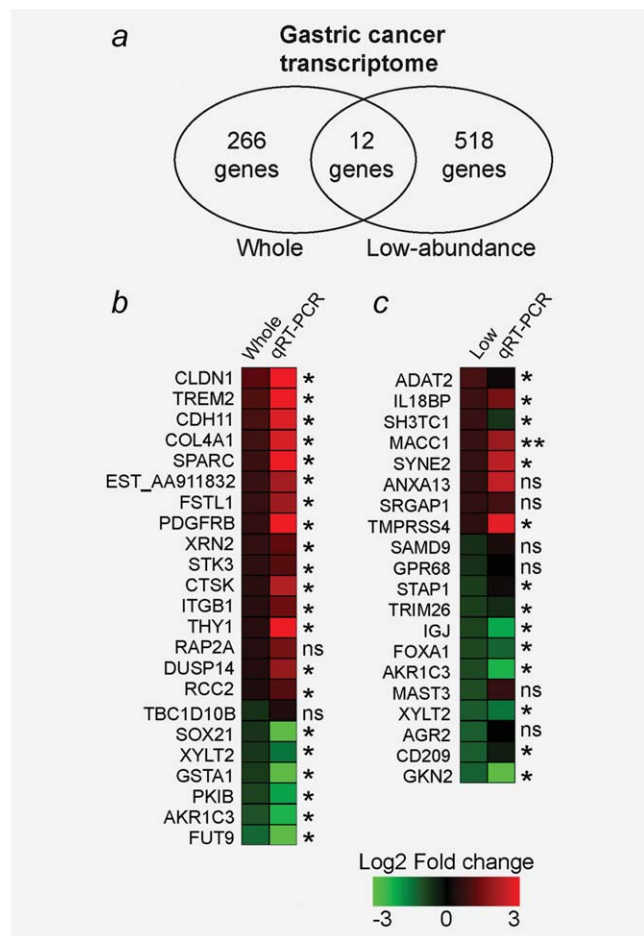 a
Gastric cancer
transcriptome
266
genes
12
genes
518
genes
Whole
Low-abundance
b
Whole
qRT-PCR
CLDN1 *
TREM2 *
CDH11 *
COL4A1 *
SPARC *
EST_AA911832 *
FSTL1 *
PDGFRB *
XRN2 *
STK3 *
CTSK *
ITGB1 *
THY1 *
RAP2A ns
DUSP14 *
RCC2 *
TBC1D10B ns
SOX21 *
XYLT2 *
GSTA1 *
PKIB *
AKR1C3 *
FUT9 *
c
Low
qRT-PCR
ADAT2 *
IL18BP *
SH3TC1 *
MACC1 **
SYNE2 *
ANXA13 ns
SRGAP1 ns
TMPRSS4 *
SAMD9 ns
GPR68 ns
STAP1 *
TRIM26 *
IGJ *
FOXA1 *
AKR1C3 *
MAST3 ns
XYLT2 *
AGR2 ns
CD209 *
GKN2 *
Log2 Fold change
-3 0 3